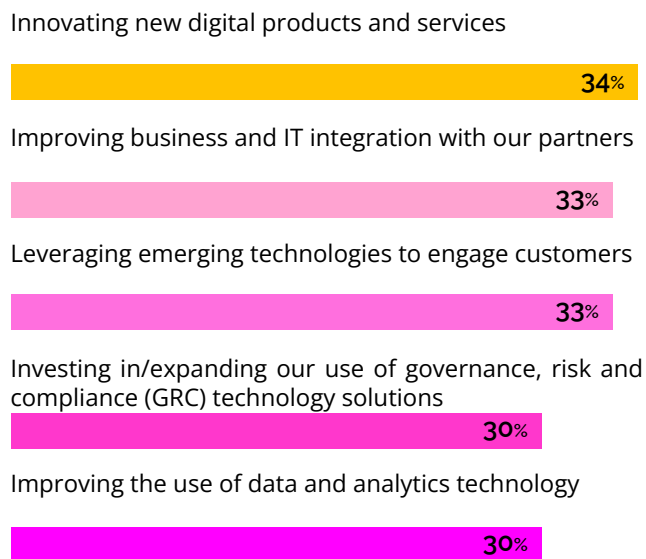 Innovating new digital products and services
34%
Improving business and IT integration with our partners
33%
Leveraging emerging technologies to engage customers
33%
Investing in/expanding our use of governance, risk and
compliance (GRC) technology solutions
30%
Improving the use of data and analytics technology
30%